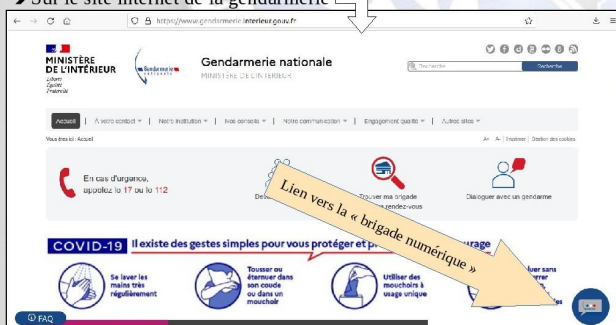 ➤Sur le site internet de la gendarmerie
https://www.gendarmerie.interieur.gouv.fr
MINISTÈRE
DE L'INTÉRIEUR
Liberté
Égalité
Fraternité
Gendarmerie
nationale
Gendarmerie nationale
MINISTÈRE DE L'INTÉRIEUR
Recherche
Rechercher
Accueil | A votre contact | Notre institution | Nos conseils | Notre communication | Engagement qualité | Autres sites
Vous êtes ici : Accueil
A+ A- | Imprimer | Gestion des cookies
En cas d'urgence,
appelez le 17 ou le 112
Trouver ma brigade
rendez-vous
Dialoguer avec un gendarme
Lien vers la « brigade numérique »
COVID-19 Il existe des gestes simples pour vous protéger et
Se laver les
mains très
régulièrement
Tousser ou
éternuer dans
son coude
ou dans un
mouchoir
Utiliser des
mouchoirs à
usage unique
FAQ